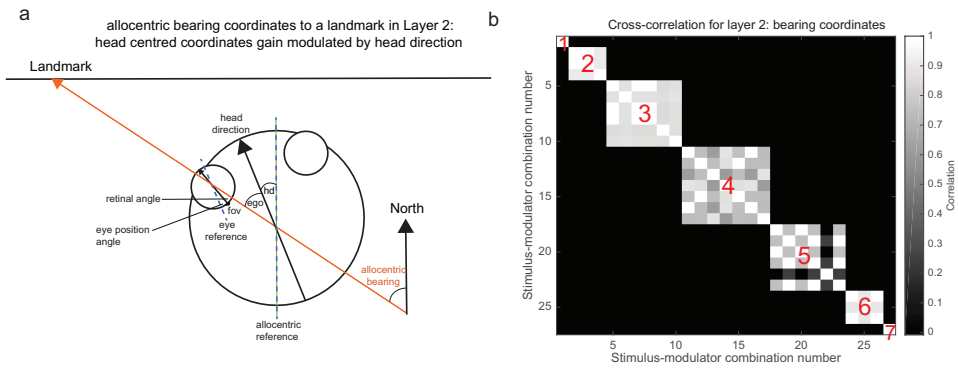 a
allocentric bearing coordinates to a landmark in Layer 2:
head centred coordinates gain modulated by head direction
Landmark
head
direction
hd
ego
retinal angle
fov
eye position
angle
eye
reference
North
allocentric
bearing
allocentric
reference
b
Cross-correlation for layer 2: bearing coordinates
Stimulus-modulator combination number
5
10
15
20
25
1
2
3
4
5
6
7
5
10
15
20
25
Stimulus-modulator combination number
1
0.9
0.8
0.7
0.6
0.5
0.4
0.3
0.2
0.1
0
Correlation